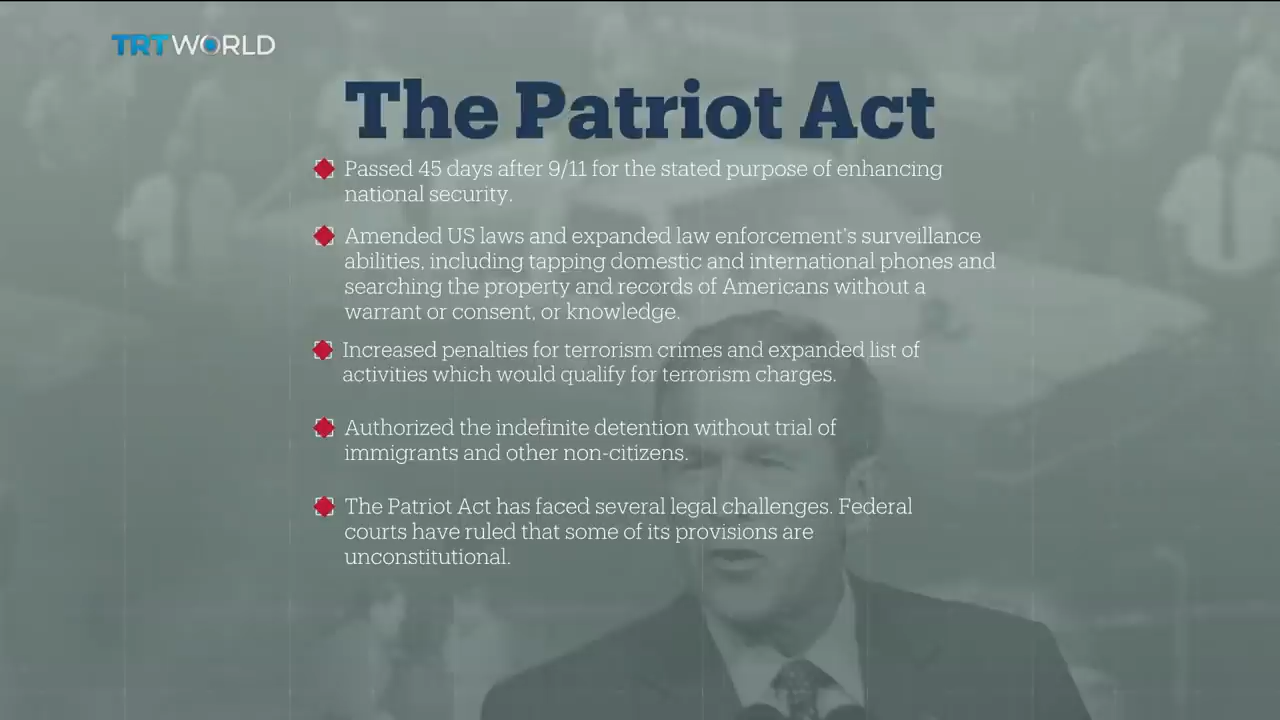 TRT WORLD
The Patriot Act
Passed 45 days after 9/11 for the stated purpose of enhancing
national security.
Amended US laws and expanded law enforcement's surveillance
abilities, including tapping domestic and international phones and
searching the property and records of Americans without a
warrant or consent, or knowledge.
Increased penalties for terrorism crimes and expanded list of
activities which would qualify for terrorism charges.
Authorized the indefinite detention without trial of
immigrants and other non-citizens.
The Patriot Act has faced several legal challenges. Federal
courts have ruled that some of its provisions are
unconstitutional.